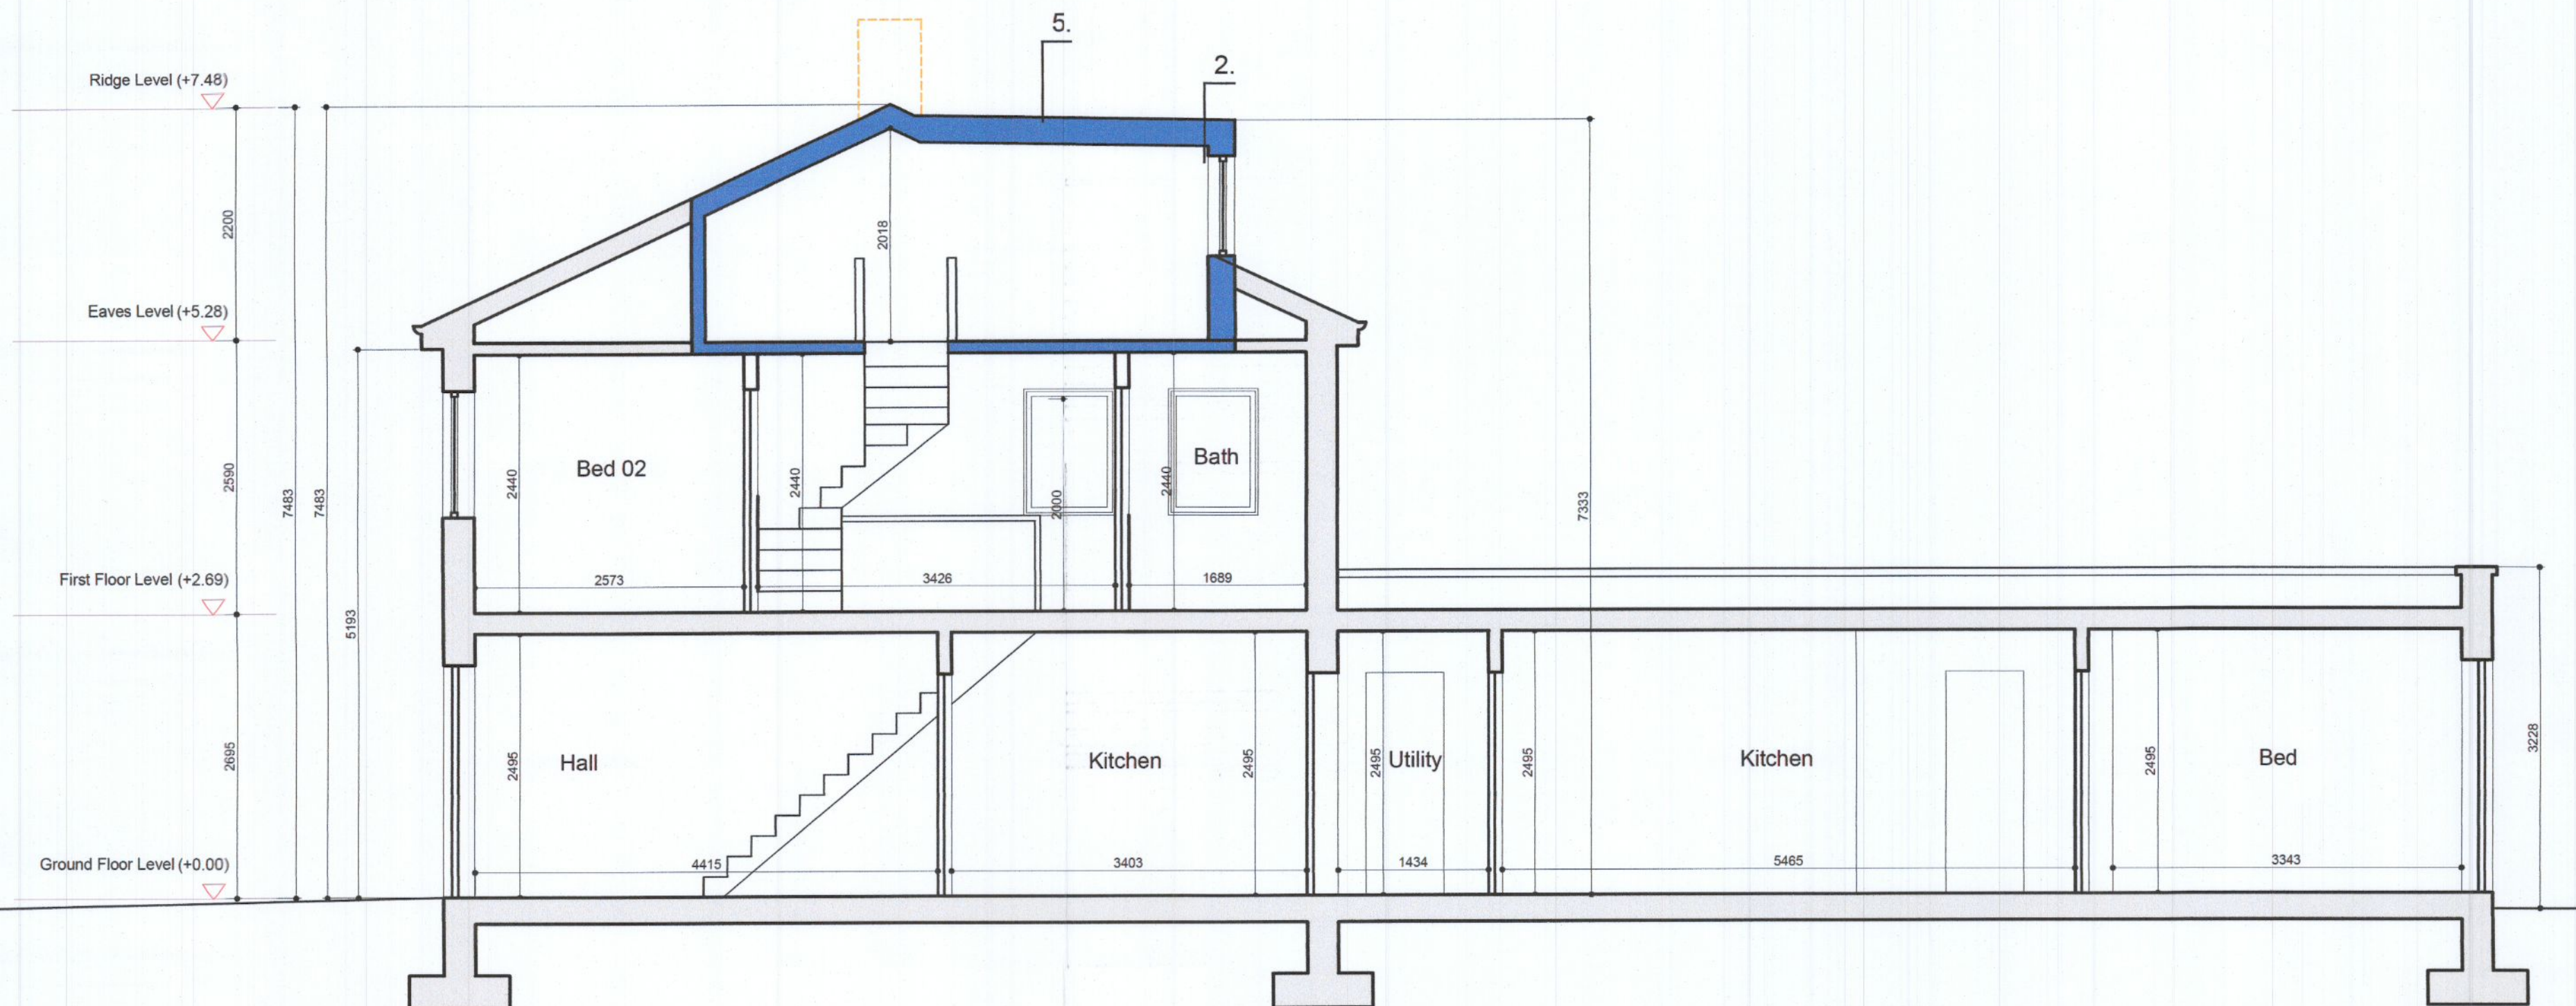 5.
2.
Ridge Level (+7.48)
2200
2018
Eaves Level (+5.28)
2590
7483
7483
5193
7333
Bed 02
2440
2440
2000
2440
Bath
First Floor Level (+2.69)
2573
3426
1689
2695
Hall
2495
4415
Kitchen
2495
3403
Utility
2495
1434
2495
Kitchen
5465
2495
Bed
3343
3228
Ground Floor Level (+0.00)